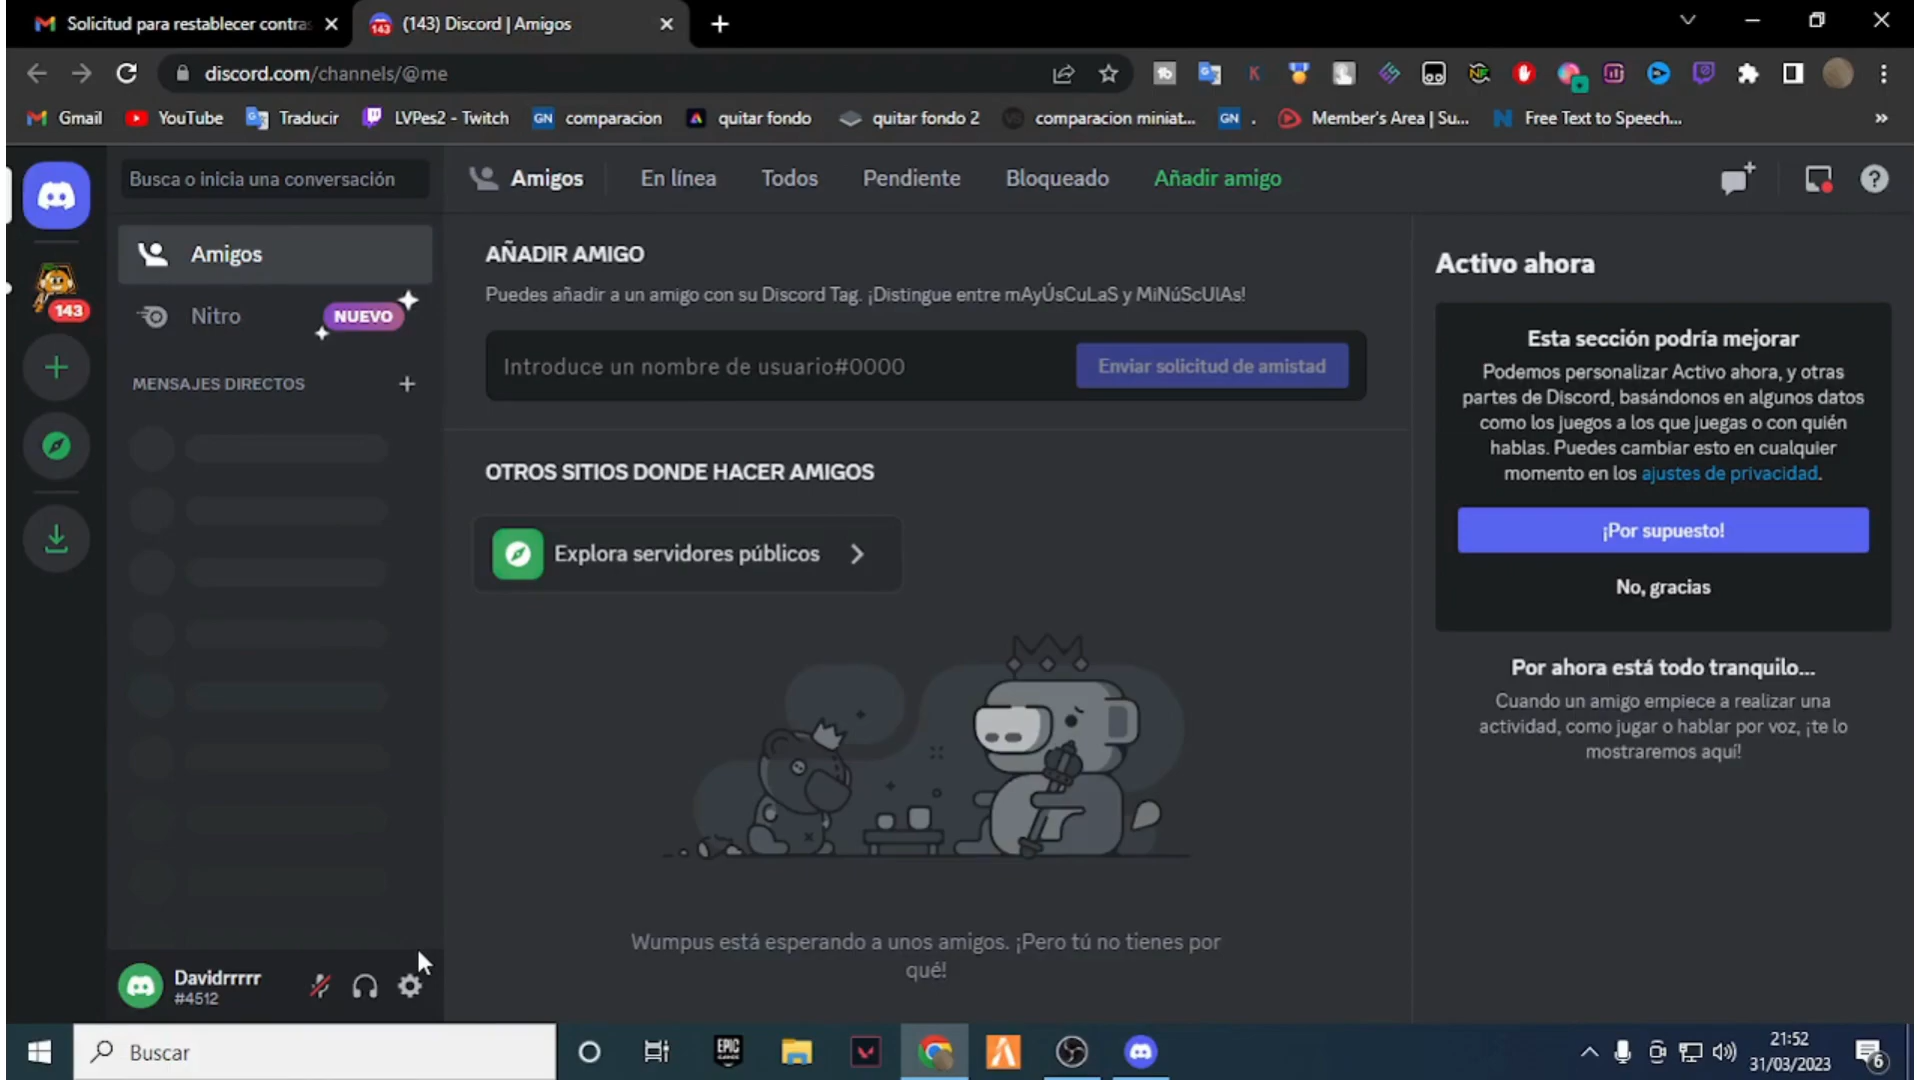 Solicitud para restablecer contras
(143) Discord | Amigos
discord.com/channels/@me
Gmail
YouTube
Traducir
LVPes2 - Twitch
GN comparacion
quitar fondo
quitar fondo 2
comparacion miniat...
GN .
Member's Area | Su...
Free Text to Speech...
»
Busca o inicia una conversación
Amigos
En línea
Todos
Pendiente
Bloqueado
Añadir amigo
143
Amigos
Nitro
NUEVO
MENSAJES DIRECTOS
AÑADIR AMIGO
Puedes añadir a un amigo con su Discord Tag. ¡Distingue entre mAyÚsCuLaS y MiNúScUlAs!
Introduce un nombre de usuario#0000
Enviar solicitud de amistad
OTROS SITIOS DONDE HACER AMIGOS
Explora servidores públicos
Wumpus está esperando a unos amigos. ¡Pero tú no tienes por
qué!
Activo ahora
Esta sección podría mejorar
Podemos personalizar Activo ahora, y otras
partes de Discord, basándonos en algunos datos
como los juegos a los que juegas o con quién
hablas. Puedes cambiar esto en cualquier
momento en los ajustes de privacidad.
¡Por supuesto!
No, gracias
Por ahora está todo tranquilo...
Cuando un amigo empiece a realizar una
actividad, como jugar o hablar por voz, ¡te lo
mostraremos aquí!
Davidrrrrr
#4512
Buscar
EPIC
GAMES
21:52
31/03/2023
6